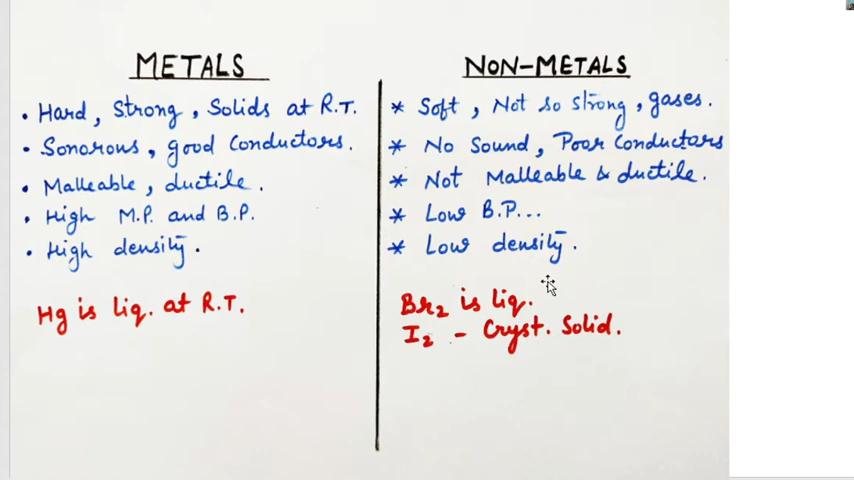 METALS
• Hard, Strong, Solids at R.T.
• Sonorous, good Conductors.
• Malleable, ductile.
• High M.P. and B.P.
• High density.
Hg is liq. at R.T.
NON-METALS
* Soft, Not so strong, gases.
* No Sound, Poor Conductors
* Not Malleable & ductile.
* Low B.P...
* Low density.
Br2 is liq.
I2 - Cryst. Solid.